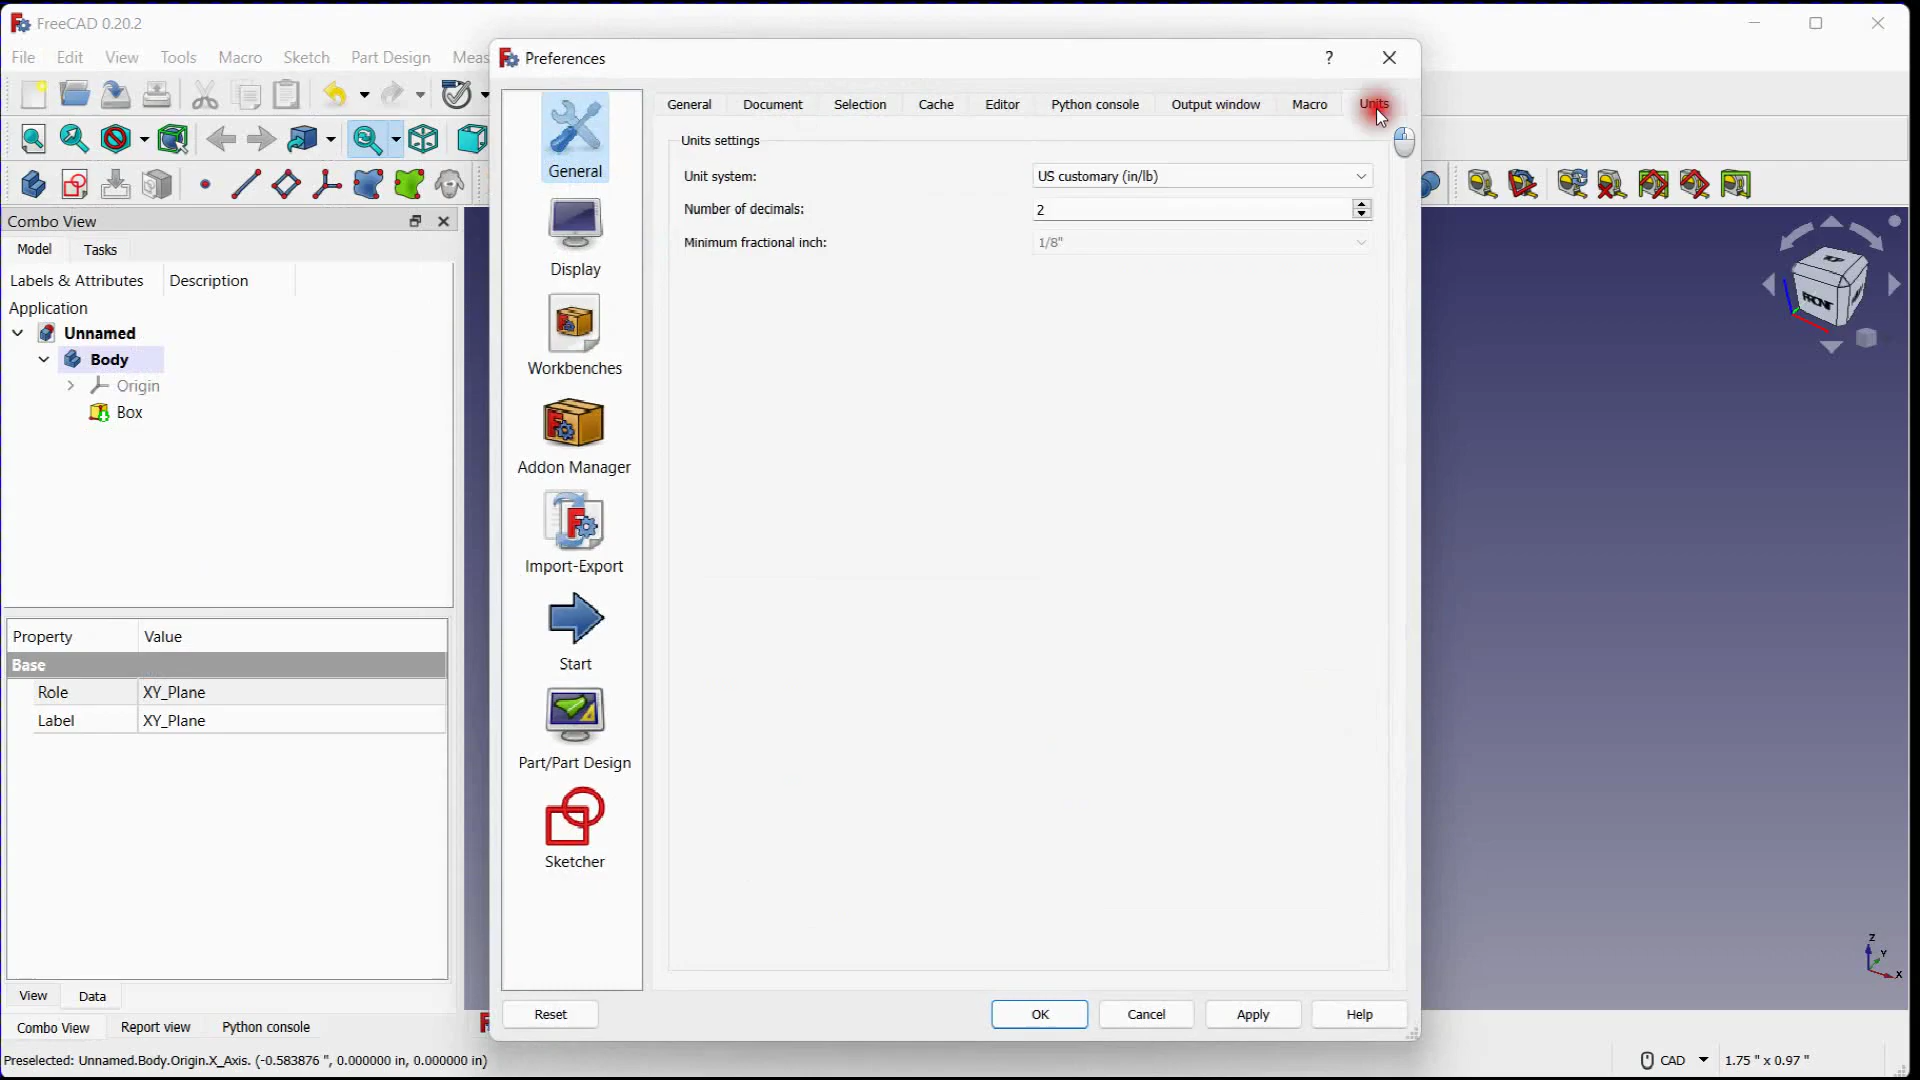 FreeCAD 0.20.2
File Edit View Tools Macro Sketch Part Design Meas
Preferences
?
General Document Selection Cache Editor Python console Output window Macro Units
Units settings
Unit system: US customary (in/lb)
Number of decimals: 2
Minimum fractional inch: 1/8"
General
Display
Workbenches
Addon Manager
Import-Export
Start
Part/Part Design
Sketcher
Reset OK Cancel Apply Help
Combo View
Model Tasks
Labels & Attributes Description
Application
Unnamed
Body
Origin
Box
Property Value
Base
Role XY_Plane
Label XY_Plane
View Data
Combo View Report view Python console
TOP
FRONT
Z
Y
X
Preselected: Unnamed.Body.Origin.X_Axis. (-0.583876 ", 0.000000 in, 0.000000 in)
CAD 1.75 " x 0.97 "